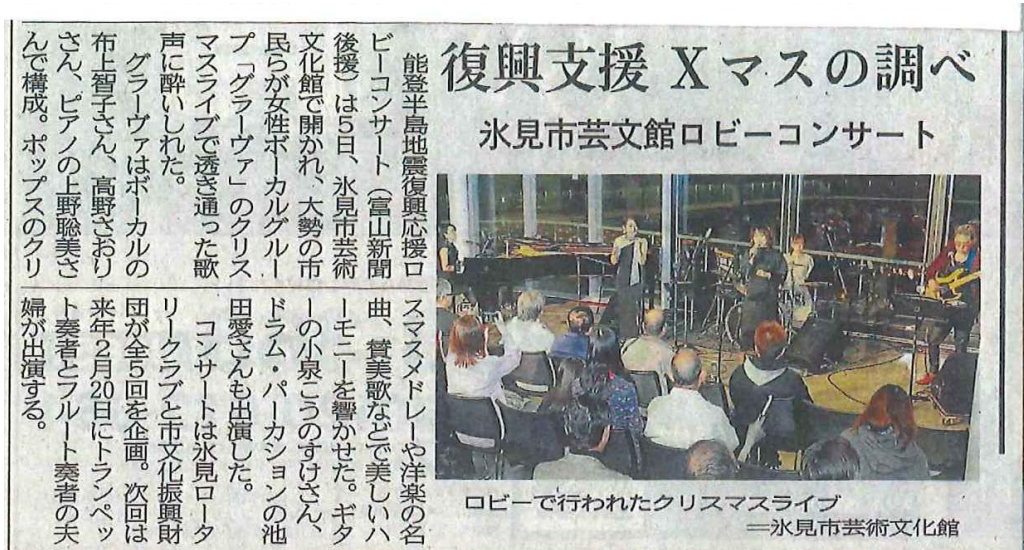 復興支援 Xマスの調べ
氷見市芸文館ロビーコンサート
能登半島地震復興応援ロ
ビーコンサート（富山新聞
後援）は５日、氷見市芸術
文化館で開かれ、大勢の市
民らが女性ボーカルグルー
プ「グラーヴァ」のクリス
マスライブで透き通った歌
声に酔いしれた。
グラーヴァはボーカルの
布上智子さん、高野さおり
さん、ピアノの上野聡美さ
んで構成。ポップスのクリ
スマスメドレーや洋楽の名
曲、賛美歌などで美しいハ
ーモニーを響かせた。ギタ
ーの小泉こうのすけさん、
ドラム・パーカションの池
田愛さんも出演した。
コンサートは氷見ロータ
リークラブと市文化振興財
団が全５回を企画。次回は
来年２月20日にトランペッ
ト奏者とフルート奏者の夫
婦が出演する。
ロビーで行われたクリスマスライブ
＝氷見市芸術文化館